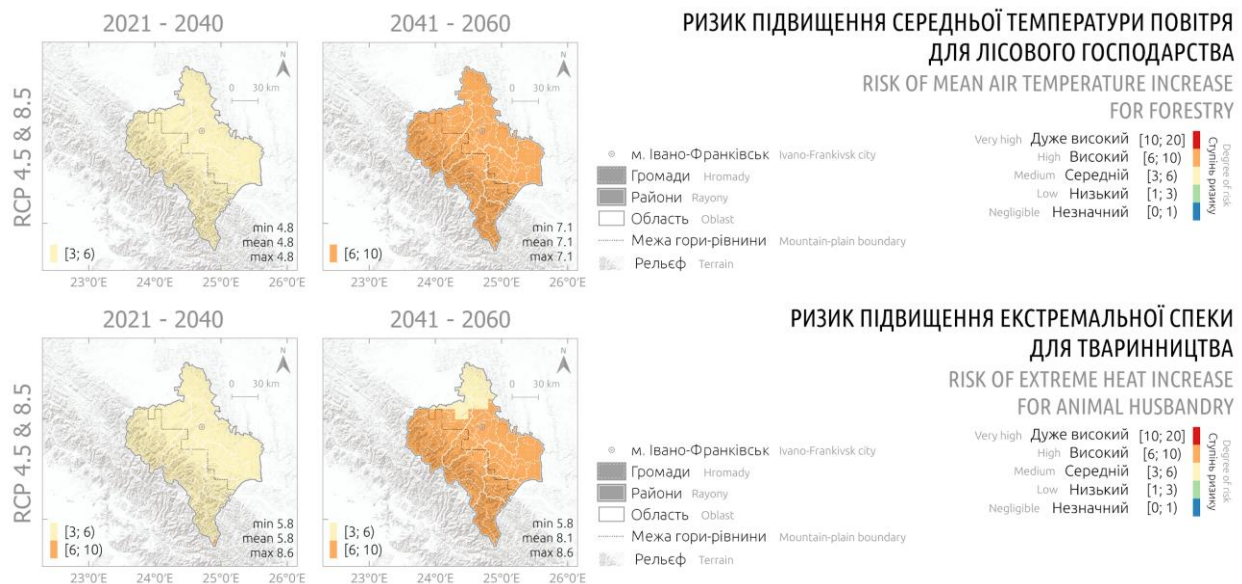 2021 - 2040
2041 - 2060
РИЗИК ПІДВИЩЕННЯ СЕРЕДНЬОЇ ТЕМПЕРАТУРИ ПОВІТРЯ
ДЛЯ ЛІСОВОГО ГОСПОДАРСТВА
RISK OF MEAN AIR TEMPERATURE INCREASE
FOR FORESTRY
RCP 4.5 & 8.5
N
0 30 km
[3; 6)
min 4.8
mean 4.8
max 4.8
23°0'E 24°0'E 25°0'E 26°0'E
N
0 30 km
[6; 10)
min 7.1
mean 7.1
max 7.1
23°0'E 24°0'E 25°0'E 26°0'E
м. Івано-Франківськ Ivano-Frankivsk city
Громади Hromady
Райони Rayony
Область Oblast
Межа гори-рівнини Mountain-plain boundary
Рельєф Terrain
Very high Дуже високий [10; 20]
High Високий [6; 10)
Medium Середній [3; 6)
Low Низький [1; 3)
Negligible Незначний [0; 1)
Ступінь ризику
Degree of risk
2021 - 2040
2041 - 2060
РИЗИК ПІДВИЩЕННЯ ЕКСТРЕМАЛЬНОЇ СПЕКИ
ДЛЯ ТВАРИННИЦТВА
RISK OF EXTREME HEAT INCREASE
FOR ANIMAL HUSBANDRY
RCP 4.5 & 8.5
N
0 30 km
[3; 6)
[6; 10)
min 5.8
mean 5.8
max 8.6
23°0'E 24°0'E 25°0'E 26°0'E
N
0 30 km
[3; 6)
[6; 10)
min 5.8
mean 8.1
max 8.6
23°0'E 24°0'E 25°0'E 26°0'E
м. Івано-Франківськ Ivano-Frankivsk city
Громади Hromady
Райони Rayony
Область Oblast
Межа гори-рівнини Mountain-plain boundary
Рельєф Terrain
Very high Дуже високий [10; 20]
High Високий [6; 10)
Medium Середній [3; 6)
Low Низький [1; 3)
Negligible Незначний [0; 1)
Ступінь ризику
Degree of risk